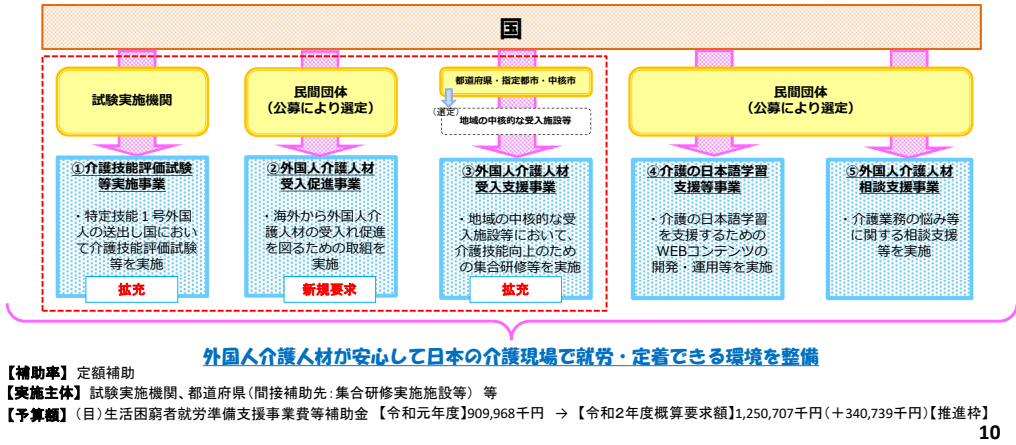 国
試験実施機関
民間団体
(公募により選定)
都道府県・指定都市・中核市
(選定)
地域の中核的な受入施設等
民間団体
(公募により選定)
①介護技能評価試験
等実施事業
・特定技能1号外国
人の送出し国におい
て介護技能評価試験
等を実施
拡充
②外国人介護人材
受入促進事業
・海外から外国人介
護人材の受入れ促進
を図るための取組を
実施
新規要求
③外国人介護人材
受入支援事業
・地域の中核的な受
入施設等において、
介護技能向上のため
の集合研修等を実施
拡充
④介護の日本語学習
支援等事業
・介護の日本語学習
を支援するための
WEBコンテンツの
開発・運用等を実施
⑤外国人介護人材
相談支援事業
・介護業務の悩み等
に関する相談支援
等を実施
外国人介護人材が安心して日本の介護現場で就労・定着できる環境を整備
【補助率】 定額補助
【実施主体】 試験実施機関、都道府県(間接補助先:集合研修実施施設等) 等
【予算額】 (目)生活困窮者就労準備支援事業費等補助金 【令和元年度】909,968千円 → 【令和2年度概算要求額】1,250,707千円(+340,739千円)【推進枠】
10